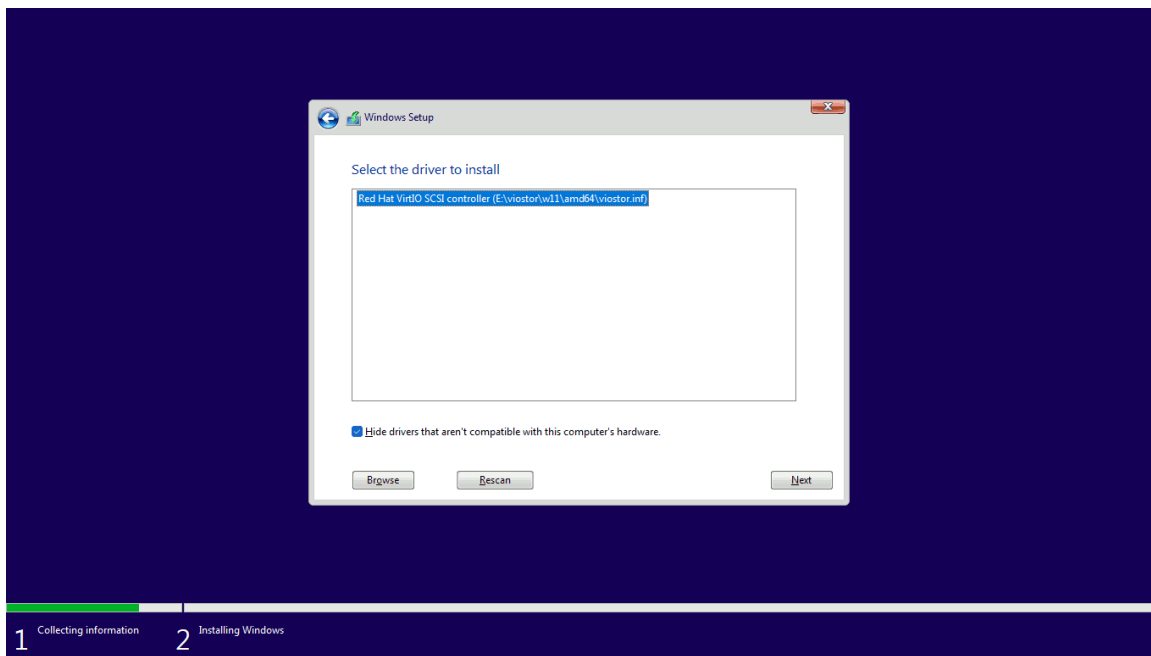 Windows Setup
Select the driver to install
Red Hat VirtIO SCSI controller (E:\viostor\w11\amd64\viostor.inf)
Hide drivers that aren't compatible with this computer's hardware.
Browse Rescan Next
1 Collecting information 2 Installing Windows